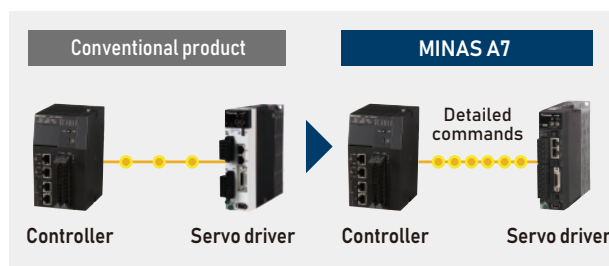 Conventional product
MINAS A7
Detailed
commands
Controller
Servo driver
Controller
Servo driver